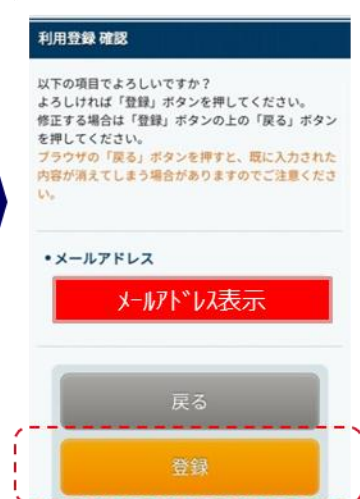 利用登録 確認
以下の項目でよろしいですか？
よろしければ「登録」ボタンを押してください。
修正する場合は「登録」ボタンの上の「戻る」ボタン
を押してください。
ブラウザの「戻る」ボタンを押すと、既に入力された
内容が消えてしまう場合がありますのでご注意くださ
い。
•メールアドレス
ﾒｰﾙｱﾄﾞﾚｽ表示
戻る
登録